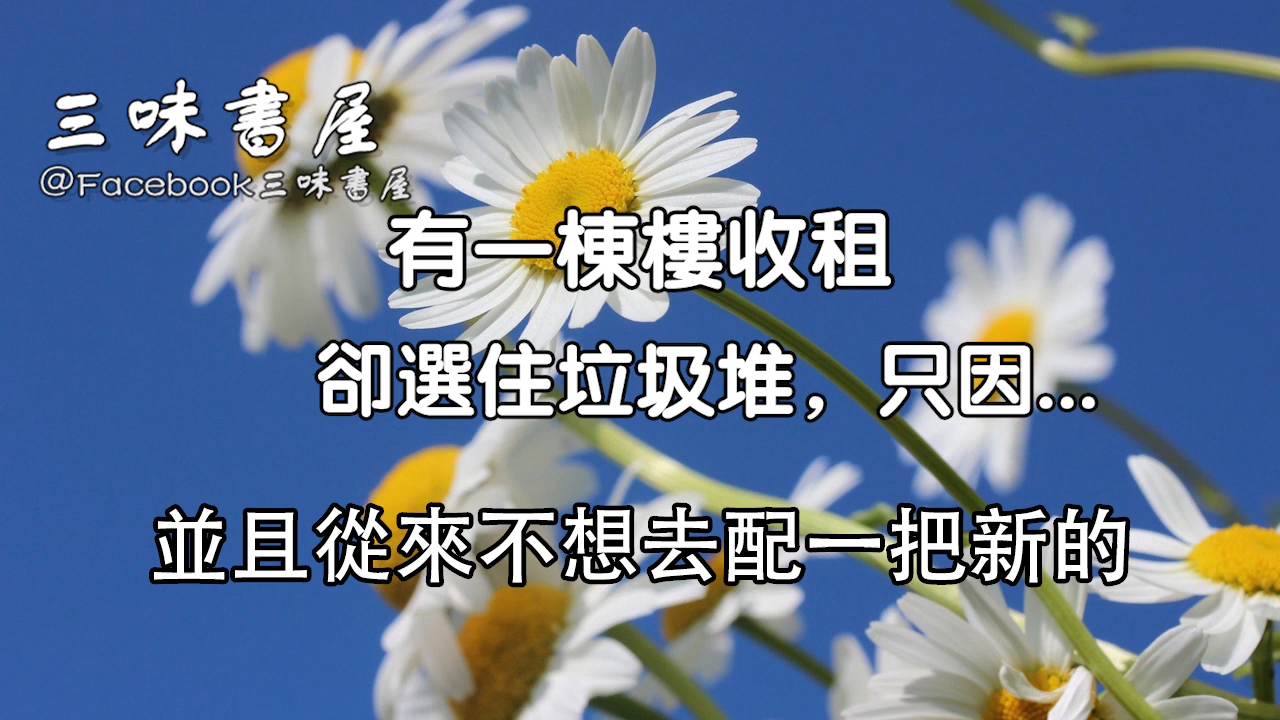 三味書屋
@Facebook三味書屋
有一棟樓收租
卻選住垃圾堆，只因...
並且從來不想去配一把新的